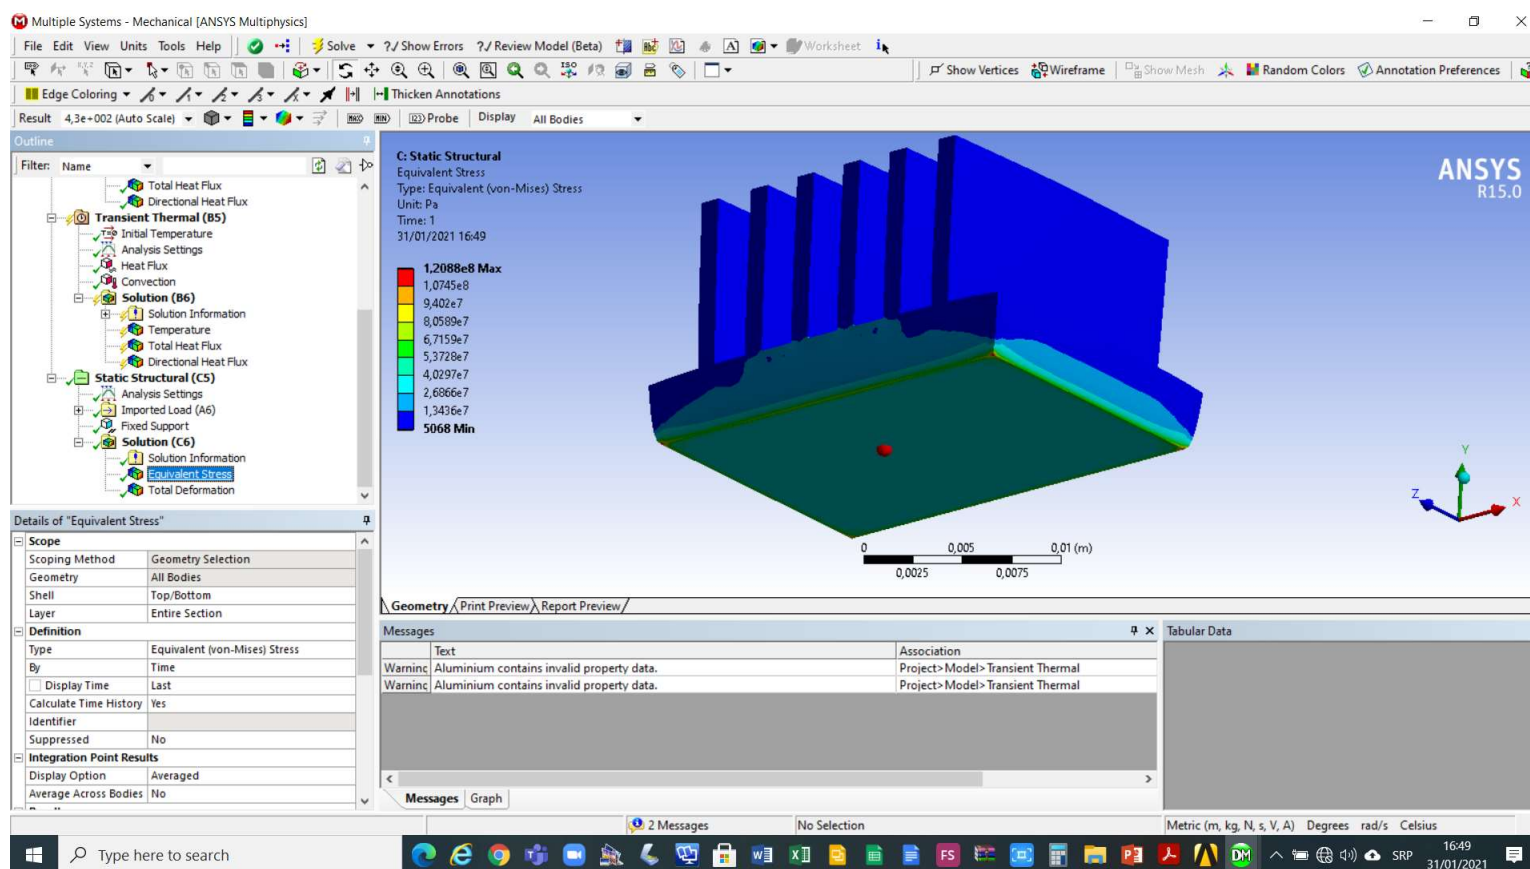 Multiple Systems - Mechanical [ANSYS Multiphysics]
File Edit View Units Tools Help Solve ?✓ Show Errors ?✓ Review Model (Beta) A Worksheet i
Show Vertices Wireframe Show Mesh Random Colors Annotation Preferences
Edge Coloring Thicken Annotations
Result 4,3e+002 (Auto Scale) MAX MIN Probe Display All Bodies
Outline
Filter: Name
Total Heat Flux
Directional Heat Flux
Transient Thermal (B5)
Initial Temperature
Analysis Settings
Heat Flux
Convection
Solution (B6)
Solution Information
Temperature
Total Heat Flux
Directional Heat Flux
Static Structural (C5)
Analysis Settings
Imported Load (A6)
Fixed Support
Solution (C6)
Solution Information
Equivalent Stress
Total Deformation
C: Static Structural
Equivalent Stress
Type: Equivalent (von-Mises) Stress
Unit: Pa
Time: 1
31/01/2021 16:49
1,2088e8 Max
1,0745e8
9,402e7
8,0589e7
6,7159e7
5,3728e7
4,0297e7
2,6866e7
1,3436e7
5068 Min
ANSYS
R15.0
Y
Z
X
0 0,005 0,01 (m)
0,0025 0,0075
Geometry Print Preview Report Preview
Details of "Equivalent Stress"
Scope
Scoping Method Geometry Selection
Geometry All Bodies
Shell Top/Bottom
Layer Entire Section
Definition
Type Equivalent (von-Mises) Stress
By Time
Display Time Last
Calculate Time History Yes
Identifier
Suppressed No
Integration Point Results
Display Option Averaged
Average Across Bodies No
Messages
Text Association
Warning Aluminium contains invalid property data. Project>Model>Transient Thermal
Warning Aluminium contains invalid property data. Project>Model>Transient Thermal
Messages Graph
Tabular Data
2 Messages No Selection Metric (m, kg, N, s, V, A) Degrees rad/s Celsius
Type here to search
FS
DM
SRP
16:49
31/01/2021